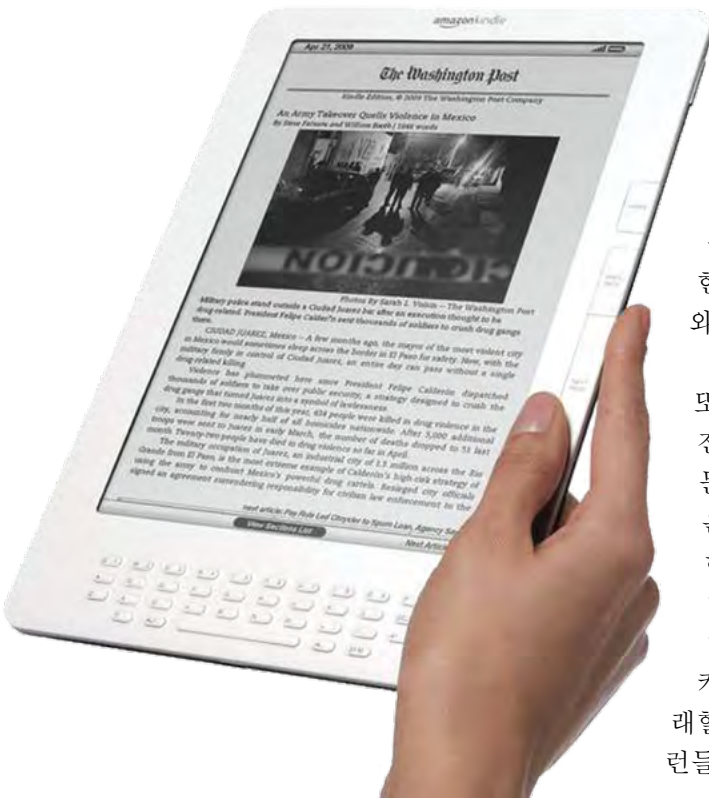 amazonkindle
Apr 21, 2009
The Washington Post
Kindle Edition, © 2009 The Washington Post Company
An Army Takeover Quells Violence in Mexico
By Steve Fainaru and William Booth | 1044 words
CUCION
Photos By Sarah L. Voisin — The Washington Post
Military police stand outside a Ciudad Juarez bar after an execution thought to be
drug-related. President Felipe Calder"n sent thousands of soldiers to crush drug gangs
there.
CIUDAD JUAREZ, Mexico — A few months ago, the mayor of the most violent city
in Mexico would sometimes sleep across the border in El Paso for safety. Now, with the
military firmly in control of Ciudad Juarez, an entire day can pass without a single
drug-related killing.
Violence has plummeted here since President Felipe Calderón dispatched
thousands of soldiers to take over public security, a strategy designed to crush the
drug gangs that turned Juarez into a symbol of lawlessness.
In the first two months of this year, 434 people were killed in drug violence in the
city, accounting for nearly half of all homicides nationwide. After 5,000 additional
troops were sent to Juarez in early March, the number of deaths dropped to 51 last
month. Twenty-two people have died in drug violence so far in April.
The military occupation of Juarez, an industrial city of 1.3 million across the Rio
Grande from El Paso, is the most extreme example of Calderón's high-risk strategy of
using the army to confront Mexico's powerful drug cartels. Besieged city officials
signed an agreement surrendering responsibility for civilian law enforcement to the
next article: Pay Rule Led Chrysler to Spurn Loan, Agency
View Sections List
Next Artic
와
또
전
래할
런들